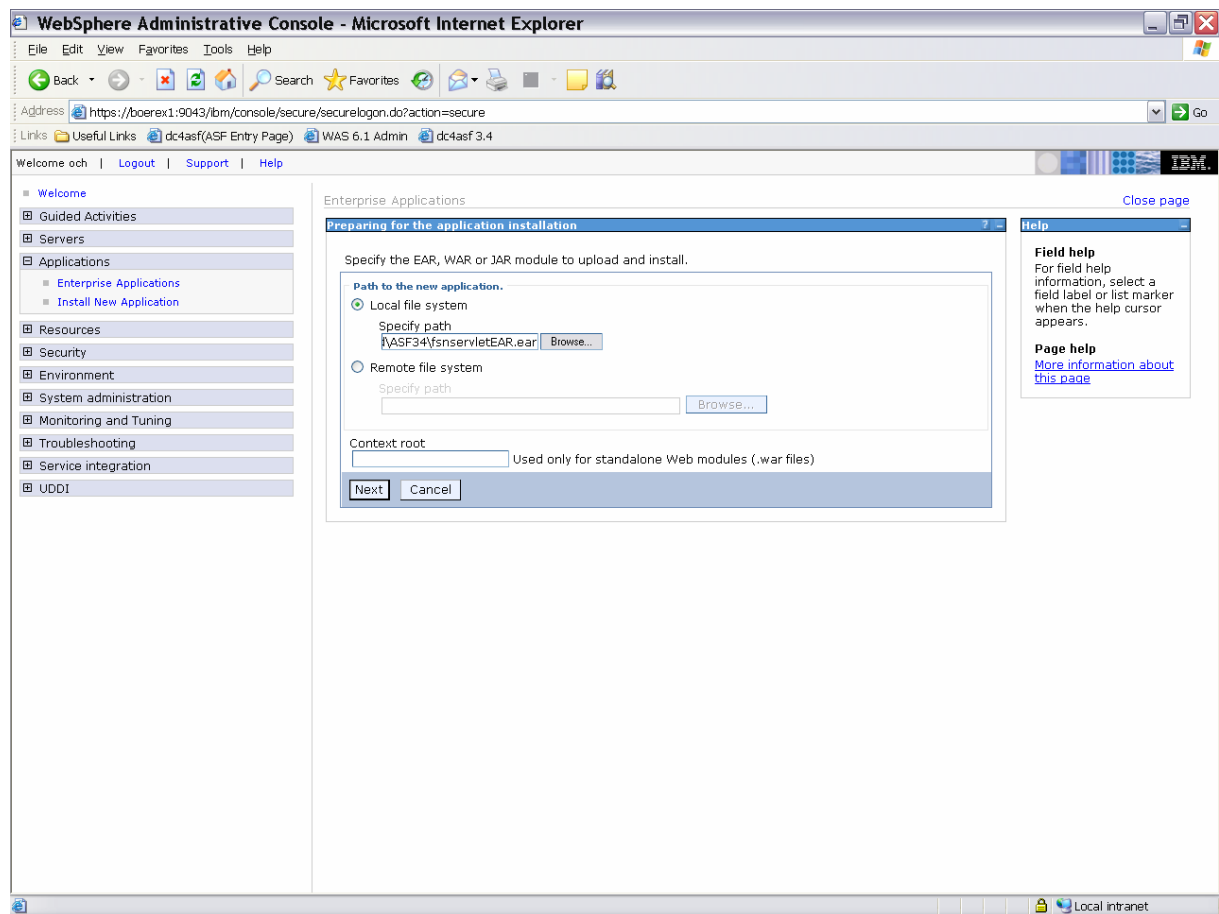 WebSphere Administrative Console - Microsoft Internet Explorer
File Edit View Favorites Tools Help
Back Search Favorites
Address https://boerex1:9043/ibm/console/secure/securelogon.do?action=secure Go
Links Useful Links dc4asf(ASF Entry Page) WAS 6.1 Admin dc4asf 3.4
Welcome och | Logout | Support | Help IBM.
Welcome
Guided Activities
Servers
Applications
Enterprise Applications
Install New Application
Resources
Security
Environment
System administration
Monitoring and Tuning
Troubleshooting
Service integration
UDDI
Enterprise Applications Close page
Preparing for the application installation ? -
Specify the EAR, WAR or JAR module to upload and install.
Path to the new application.
Local file system
Specify path
\ASF34\fsnservletEAR.ear Browse...
Remote file system
Specify path
Browse...
Context root
Used only for standalone Web modules (.war files)
Next Cancel
Help -
Field help
For field help
information, select a
field label or list marker
when the help cursor
appears.
Page help
More information about
this page
Local intranet